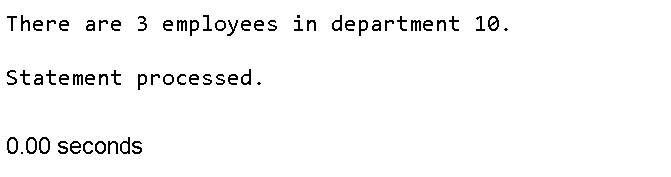 There are 3 employees in department 10.
Statement processed.
0.00 seconds